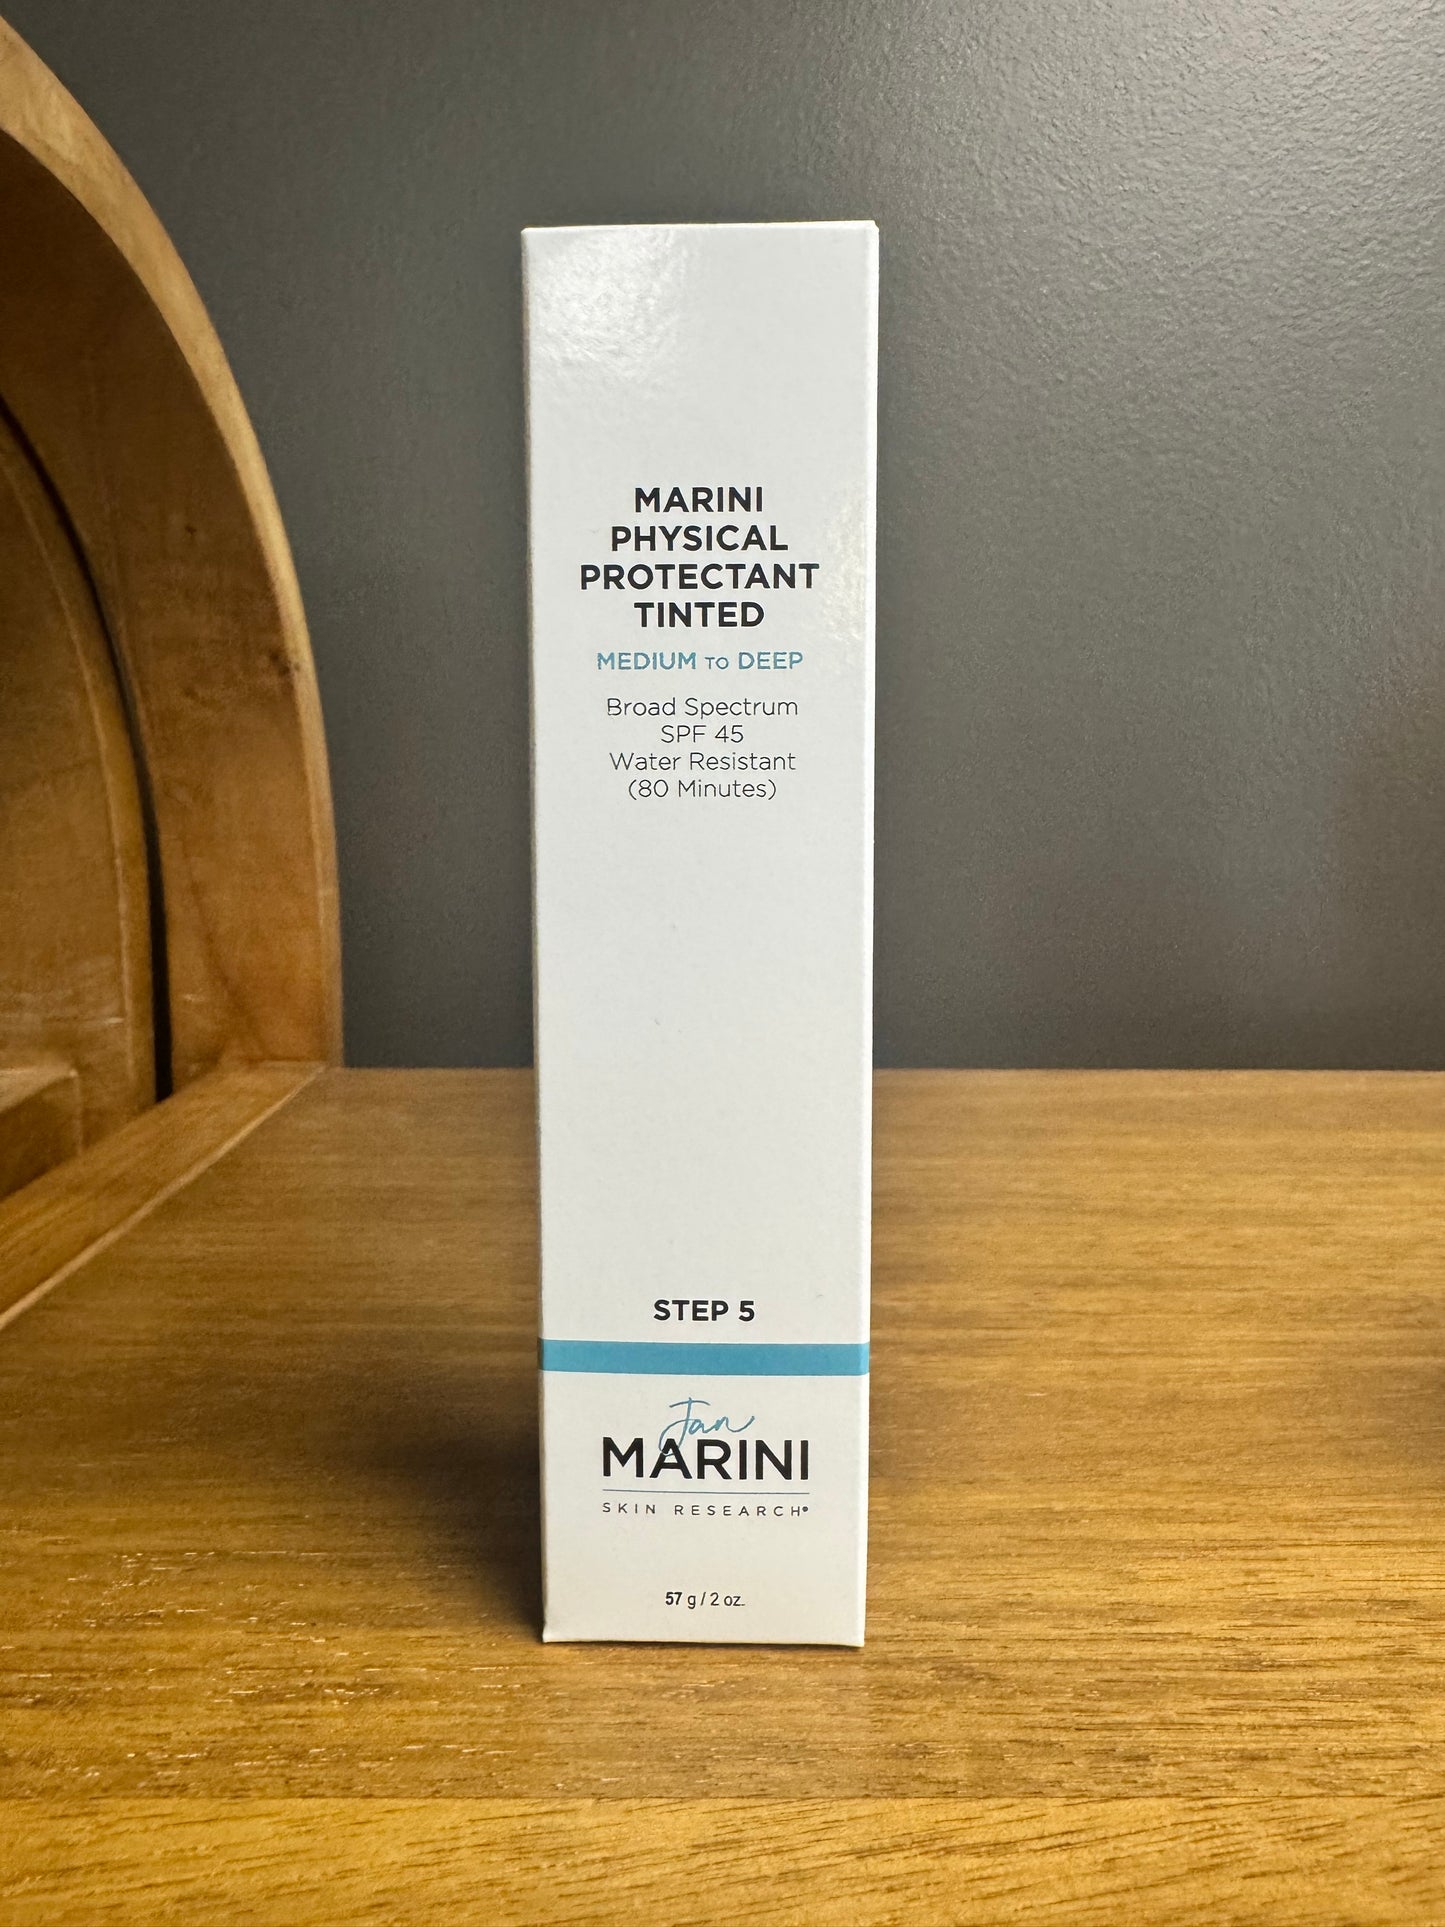 MARINI
PHYSICAL
PROTECTANT
TINTED
MEDIUM TO DEEP
Broad Spectrum
SPF 45
Water Resistant
(80 Minutes)
STEP 5
Jan
MARINI
SKIN RESEARCH®
57 g / 2 oz.